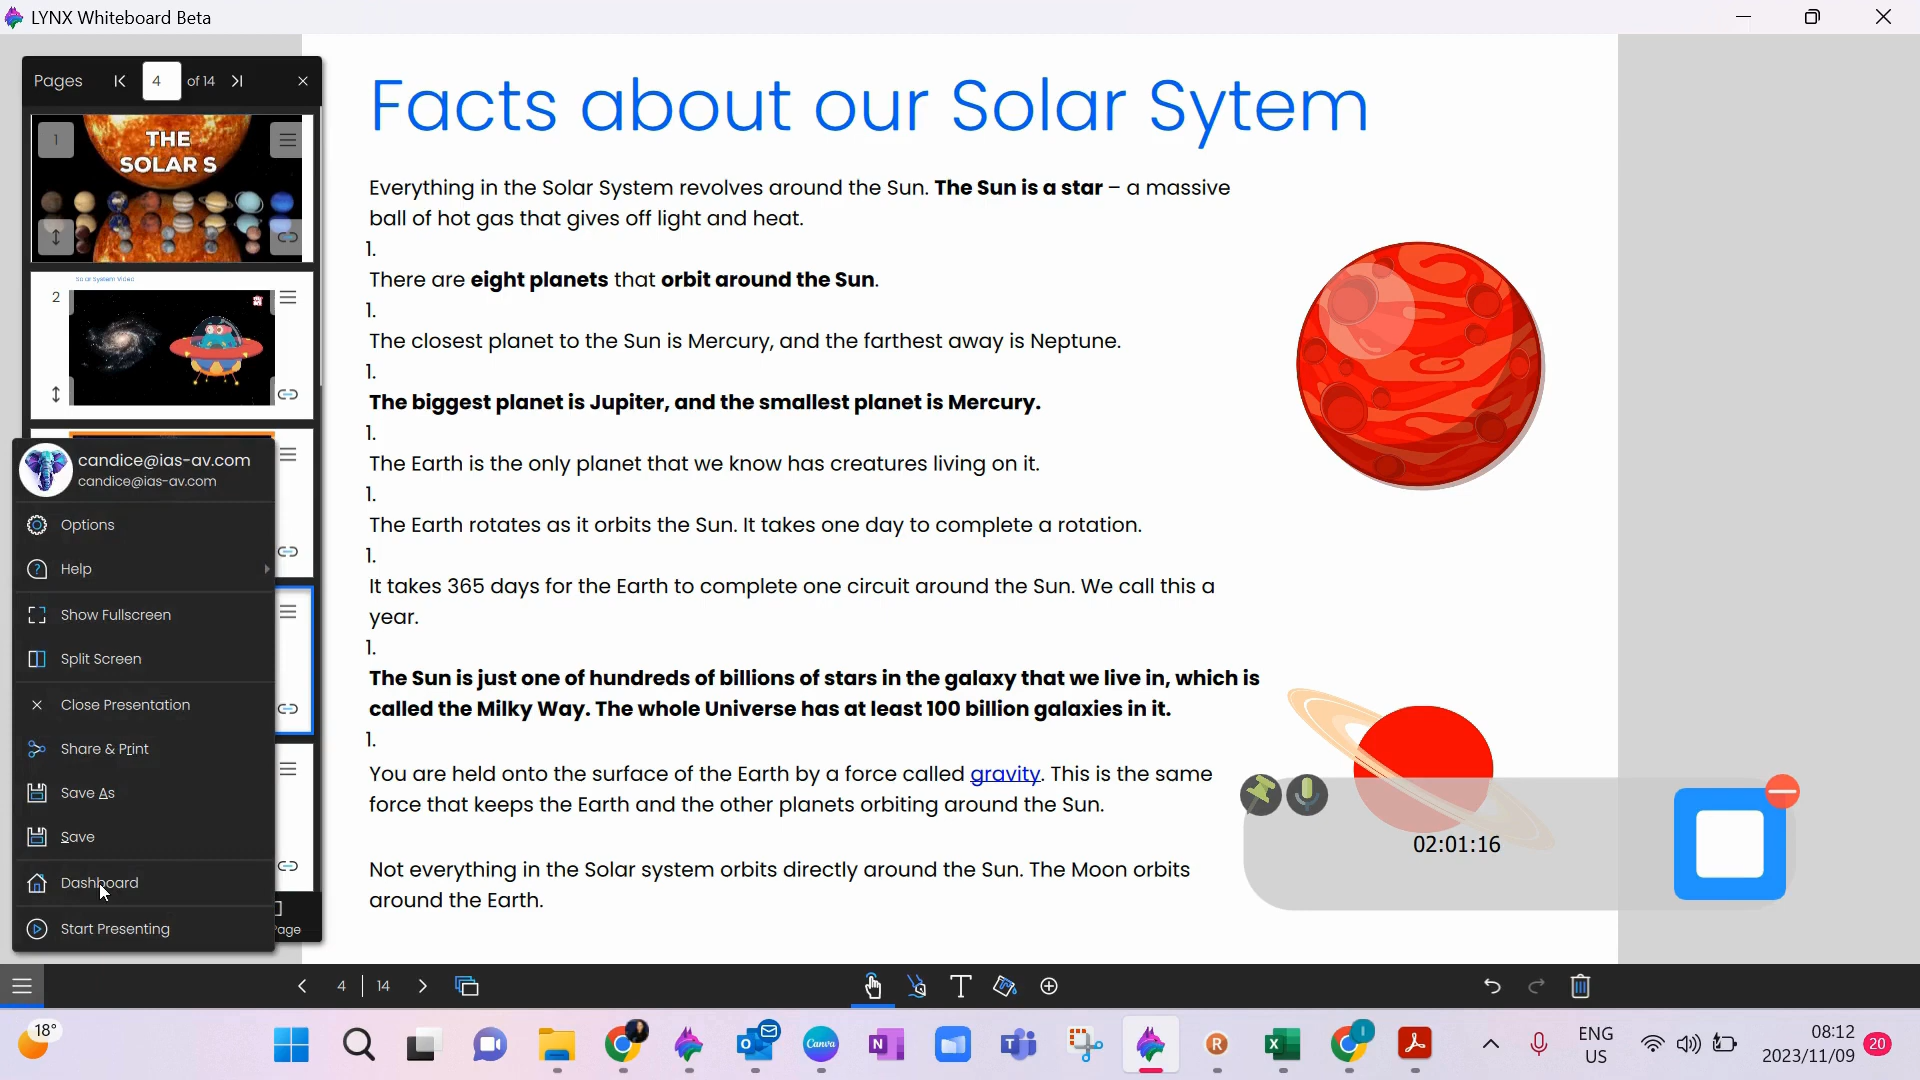 LYNX Whiteboard Beta
Pages 4 of 14
1
THE
SOLAR S
Solar System Video
2
candice@ias-av.com
candice@ias-av.com
Options
Help
Show Fullscreen
Split Screen
Close Presentation
Share & Print
Save As
Save
Dashboard
Start Presenting
Page
Facts about our Solar Sytem
Everything in the Solar System revolves around the Sun. The Sun is a star – a massive
ball of hot gas that gives off light and heat.
1.
There are eight planets that orbit around the Sun.
1.
The closest planet to the Sun is Mercury, and the farthest away is Neptune.
1.
The biggest planet is Jupiter, and the smallest planet is Mercury.
1.
The Earth is the only planet that we know has creatures living on it.
1.
The Earth rotates as it orbits the Sun. It takes one day to complete a rotation.
1.
It takes 365 days for the Earth to complete one circuit around the Sun. We call this a
year.
1.
The Sun is just one of hundreds of billions of stars in the galaxy that we live in, which is
called the Milky Way. The whole Universe has at least 100 billion galaxies in it.
1.
You are held onto the surface of the Earth by a force called gravity. This is the same
force that keeps the Earth and the other planets orbiting around the Sun.
Not everything in the Solar system orbits directly around the Sun. The Moon orbits
around the Earth.
02:01:16
4 14
18°
Canva
ENG
US
08:12
2023/11/09
20